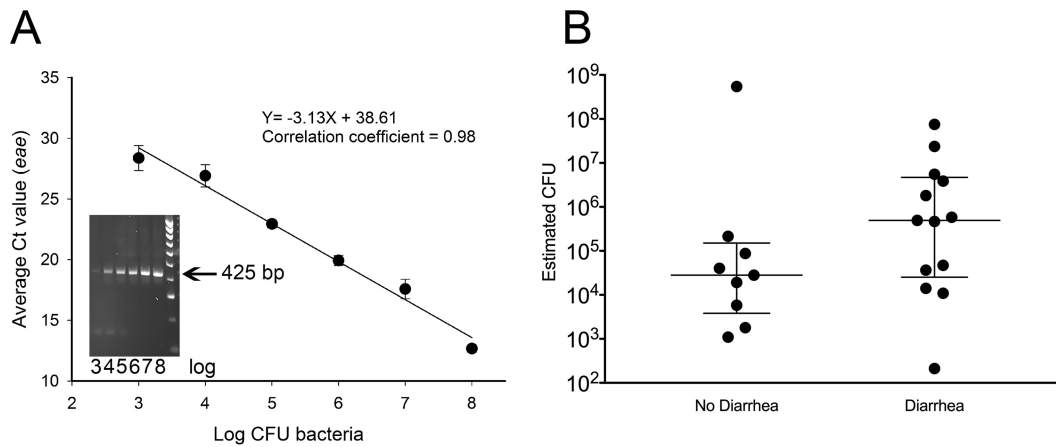 A
35
30
25
20
15
10
Average Ct value (eae)
Y= -3.13X + 38.61
Correlation coefficient = 0.98
425 bp
345678 log
2 3 4 5 6 7 8
Log CFU bacteria
B
10⁹
10⁸
10⁷
10⁶
10⁵
10⁴
10³
10²
Estimated CFU
No Diarrhea Diarrhea